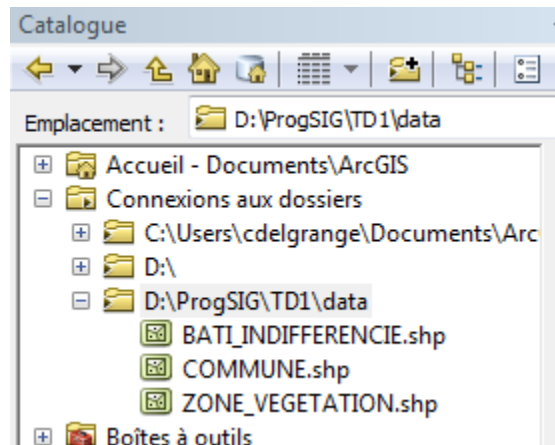 Catalogue
Emplacement : D:\ProgSIG\TD1\data
Accueil - Documents\ArcGIS
Connexions aux dossiers
C:\Users\cdelgrange\Documents\Arc
D:\
D:\ProgSIG\TD1\data
BATI_INDIFFERENCIE.shp
COMMUNE.shp
ZONE_VEGETATION.shp
Boîtes à outils